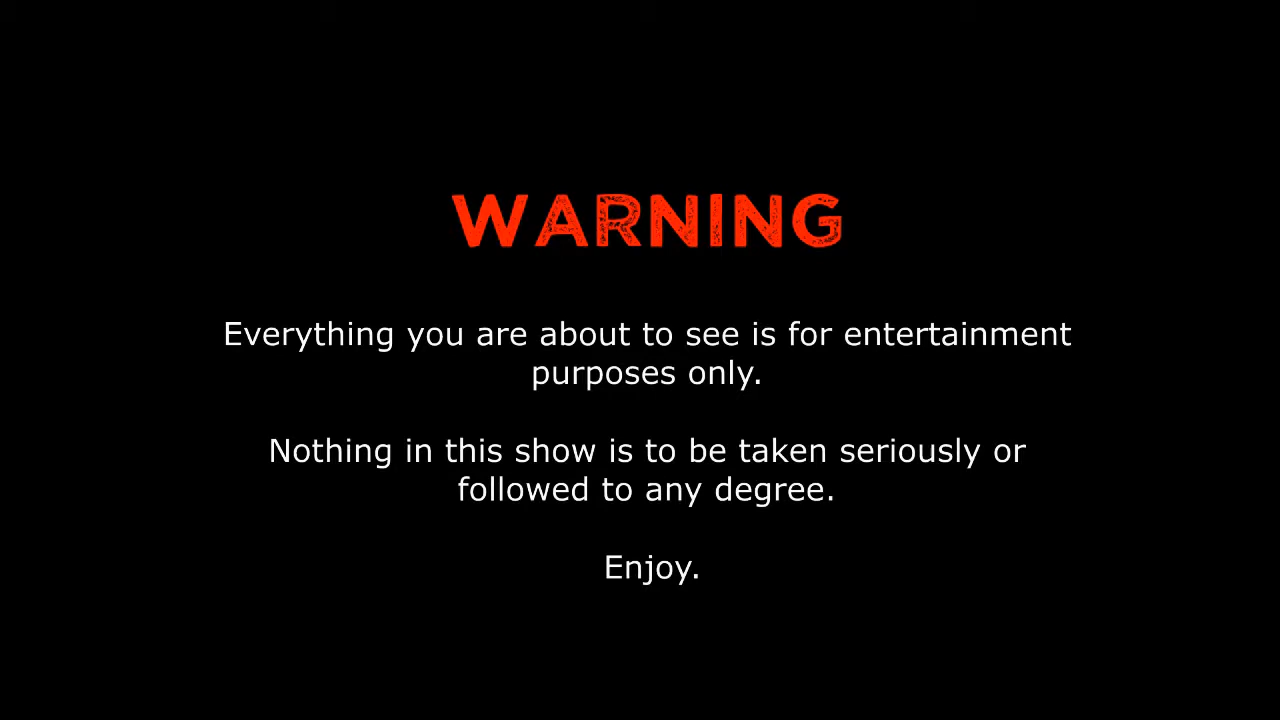 WARNING
Everything you are about to see is for entertainment
purposes only.
Nothing in this show is to be taken seriously or
followed to any degree.
Enjoy.